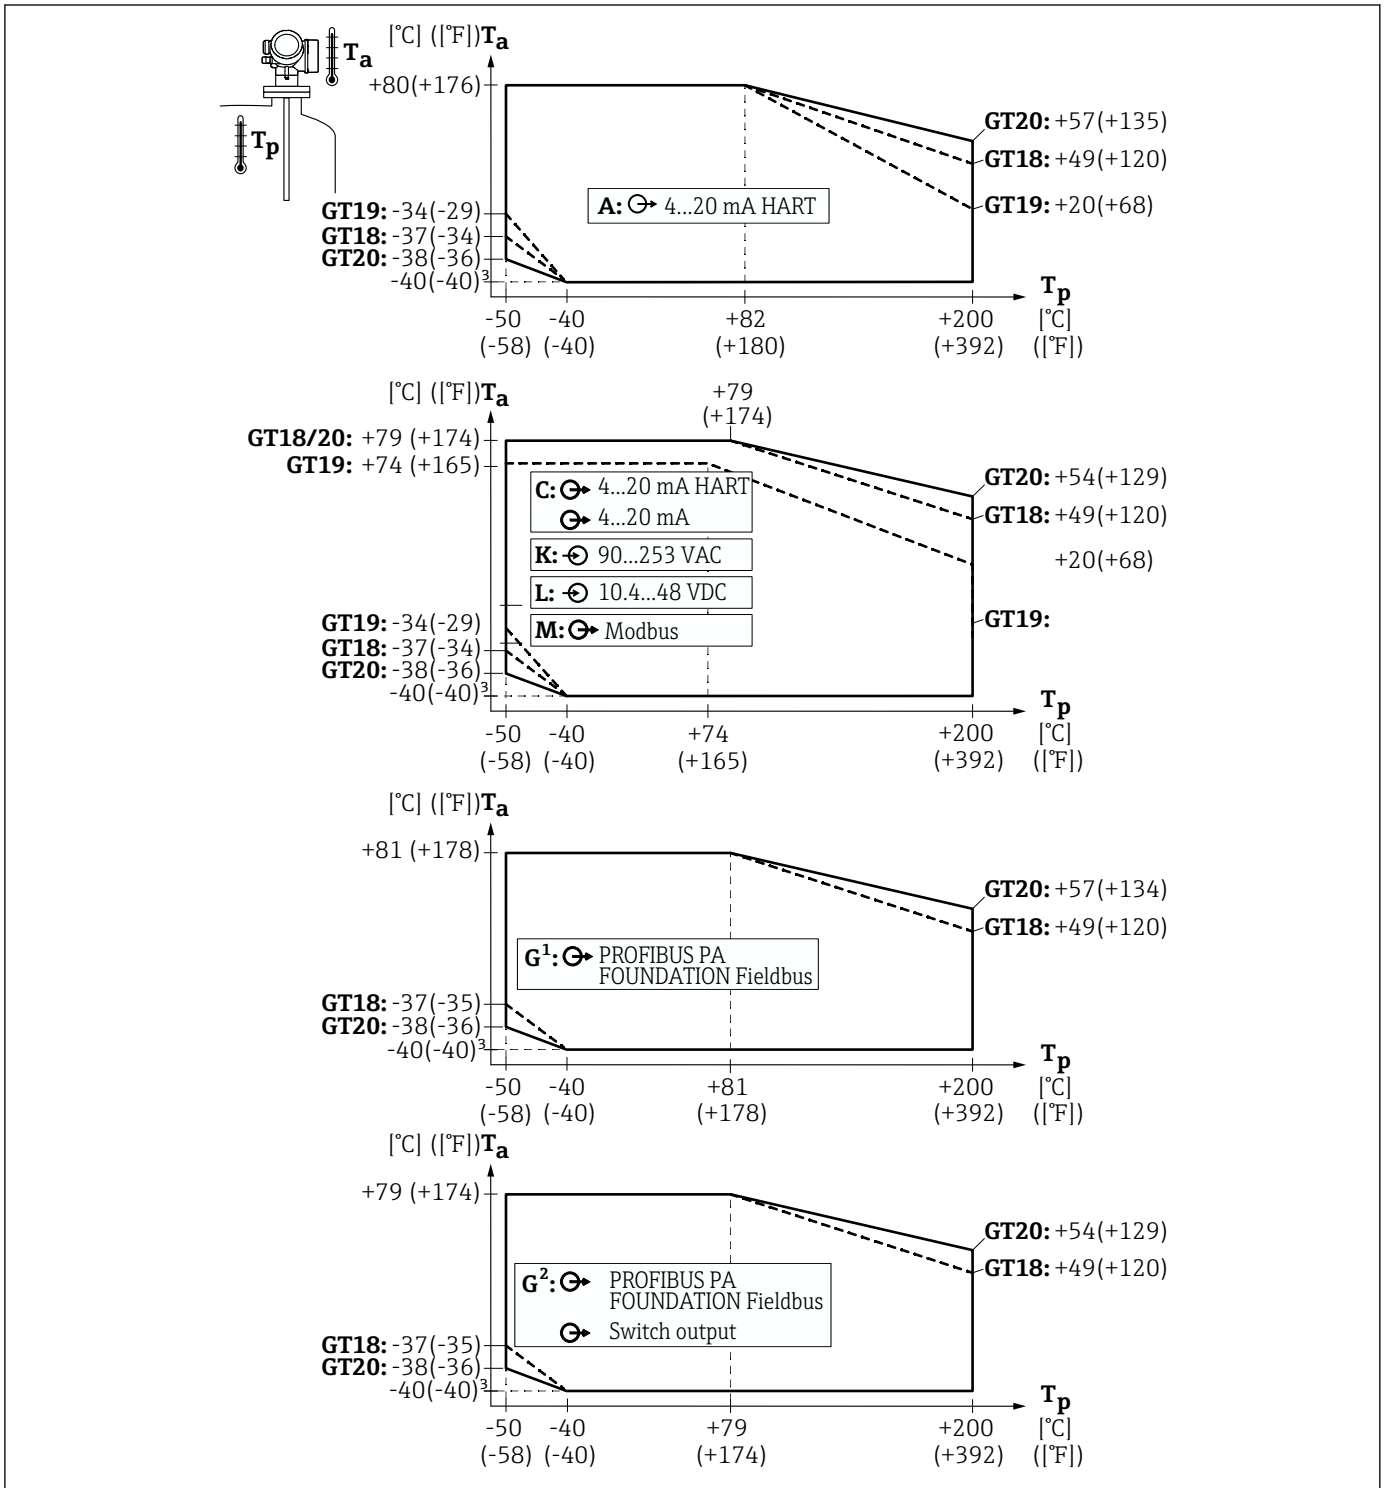 [°C] ([°F]) Ta
Ta
Tp
+80(+176)
GT20: +57(+135)
GT18: +49(+120)
GT19: +20(+68)
A: 4...20 mA HART
GT19: -34(-29)
GT18: -37(-34)
GT20: -38(-36)
-40(-40)³
Tp
-50 -40 +82 +200 [°C]
(-58) (-40) (+180) (+392) ([°F])
[°C] ([°F]) Ta
+79
(+174)
GT18/20: +79 (+174)
GT19: +74 (+165)
GT20: +54(+129)
GT18: +49(+120)
+20(+68)
GT19:
C: 4...20 mA HART
4...20 mA
K: 90...253 VAC
L: 10.4...48 VDC
M: Modbus
GT19: -34(-29)
GT18: -37(-34)
GT20: -38(-36)
-40(-40)³
Tp
-50 -40 +74 +200 [°C]
(-58) (-40) (+165) (+392) ([°F])
[°C] ([°F]) Ta
+81 (+178)
GT20: +57(+134)
GT18: +49(+120)
G¹: PROFIBUS PA
FOUNDATION Fieldbus
GT18: -37(-35)
GT20: -38(-36)
-40(-40)³
Tp
-50 -40 +81 +200 [°C]
(-58) (-40) (+178) (+392) ([°F])
[°C] ([°F]) Ta
+79 (+174)
GT20: +54(+129)
GT18: +49(+120)
G²: PROFIBUS PA
FOUNDATION Fieldbus
Switch output
GT18: -37(-35)
GT20: -38(-36)
-40(-40)³
Tp
-50 -40 +79 +200 [°C]
(-58) (-40) (+174) (+392) ([°F])